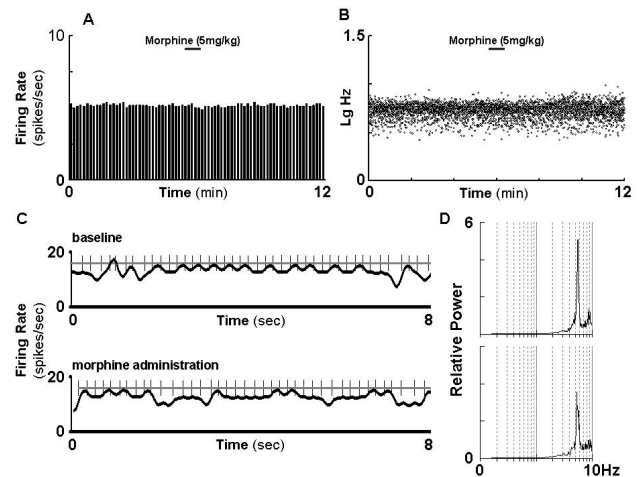 A
10
Morphine (5mg/kg)
Firing Rate
(spikes/sec)
0
0
Time (min)
12
B
1.5
Morphine (5mg/kg)
Lg Hz
0
0
Time (min)
12
C
baseline
20
0
0
Time (sec)
8
Firing Rate
(spikes/sec)
morphine administration
20
0
0
Time (sec)
8
D
6
Relative Power
0
0
10Hz